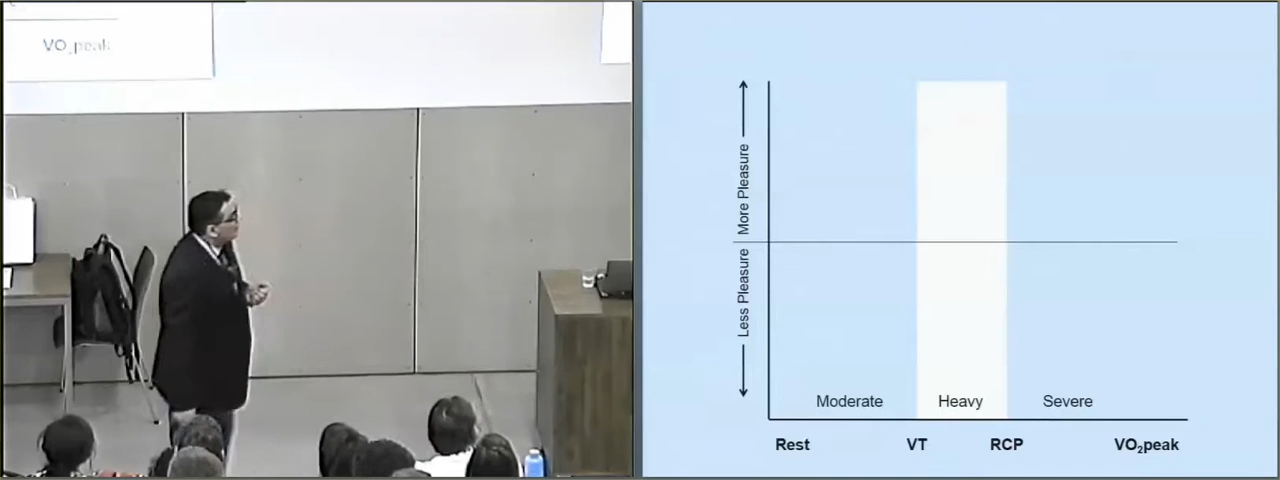 VO₂peak
More Pleasure
Less Pleasure
Moderate Heavy Severe
Rest VT RCP VO₂peak